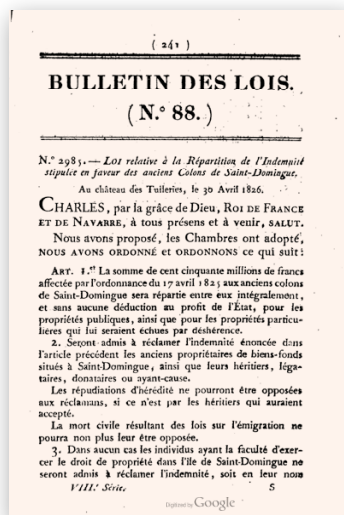 ( 241 )
BULLETIN DES LOIS.
( N.º 88. )
N.º 2985. — LOI relative à la Répartition de l'Indemnité
stipulée en faveur des anciens Colons de Saint-Domingue.
Au château des Tuileries, le 30 Avril 1826.
CHARLES, par la grâce de Dieu, ROI DE FRANCE
ET DE NAVARRE, à tous présens et à venir, SALUT.
Nous avons proposé, les Chambres ont adopté,
NOUS AVONS ORDONNÉ et ORDONNONS ce qui suit :
ART. 1.er La somme de cent cinquante millions de francs
affectée par l'ordonnance du 17 avril 1825 aux anciens colons
de Saint-Domingue sera répartie entre eux intégralement,
et sans aucune déduction au profit de l'État, pour les
propriétés publiques, ainsi que pour les propriétés particu-
lières qui lui seraient échues par déshérence.
2. Seront admis à réclamer l'indemnité énoncée dans
l'article précédent les anciens propriétaires de biens-fonds
situés à Saint-Domingue, ainsi que leurs héritiers, léga-
taires, donataires ou ayant-cause.
Les répudiations d'hérédité ne pourront être opposées
aux réclamans, si ce n'est par les héritiers qui auraient
accepté.
La mort civile résultant des lois sur l'émigration ne
pourra non plus leur être opposée.
3. Dans aucun cas les individus ayant la faculté d'exer-
cer le droit de propriété dans l'île de Saint-Domingue ne
seront admis à réclamer l'indemnité, soit en leur nom
VIII.e Série. S
Digitized by Google